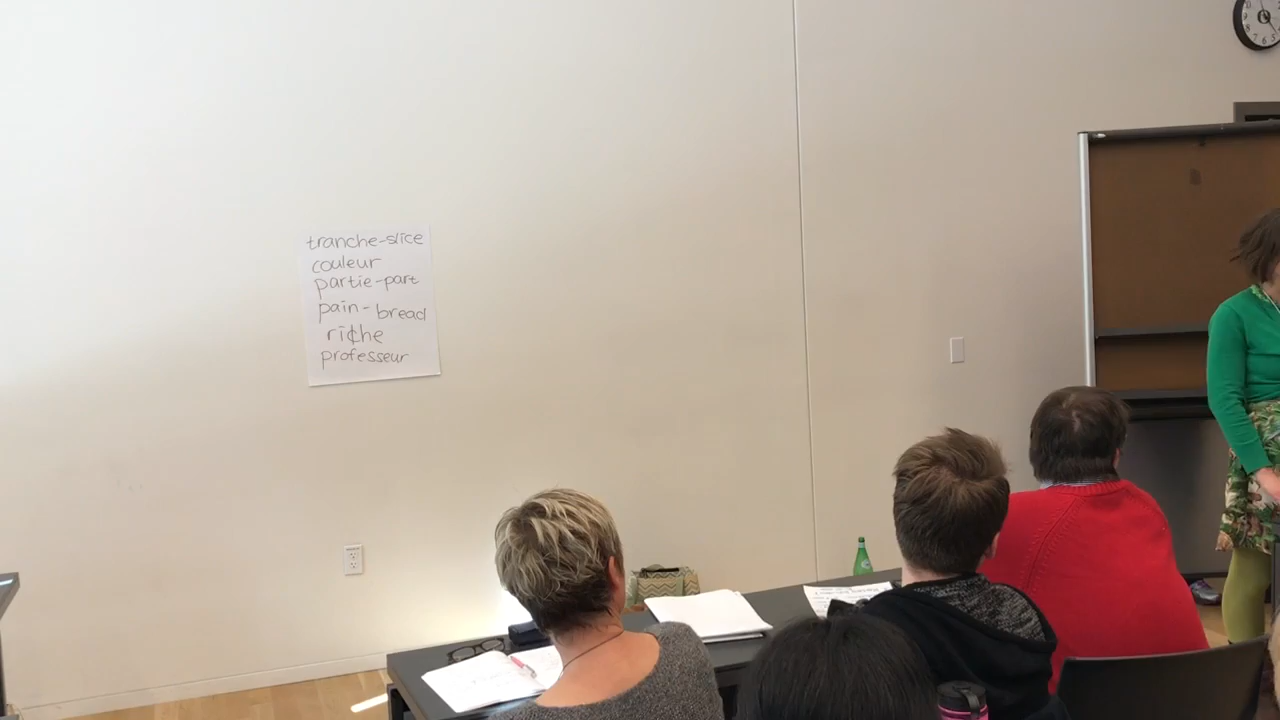 tranche-slice
couleur
partie-part
pain-bread
riche
professeur